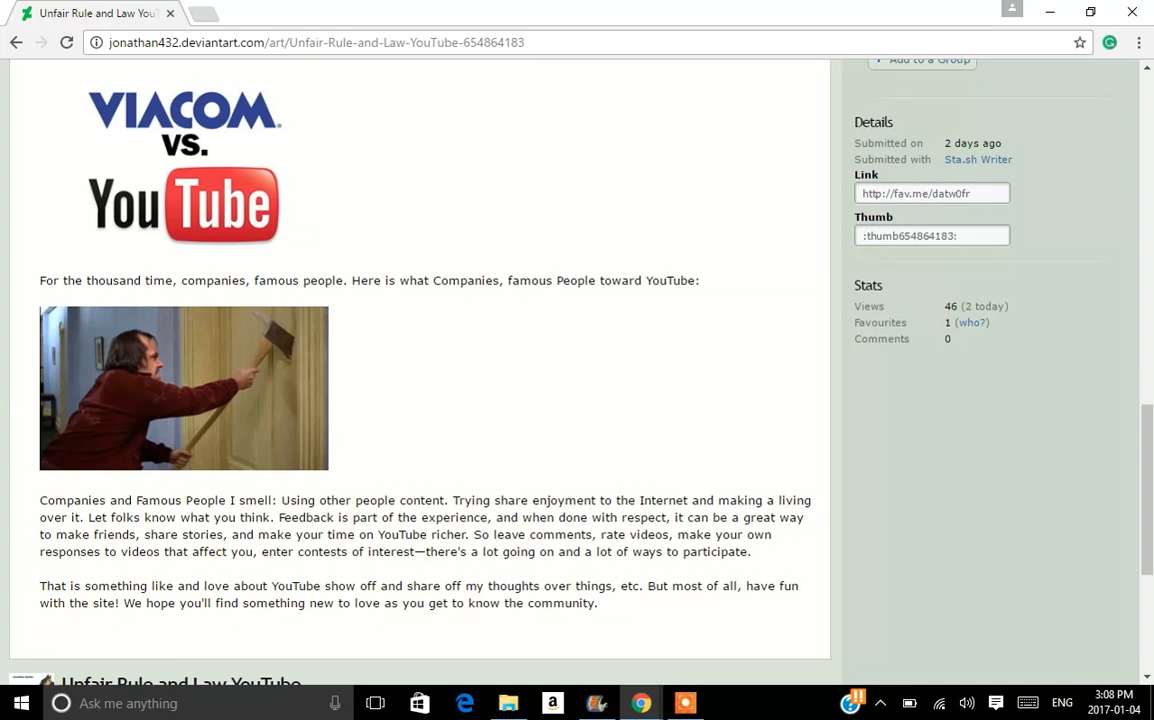 Unfair Rule and Law You
jonathan432.deviantart.com/art/Unfair-Rule-and-Law-YouTube-654864183
Add to a Group
VIACOM
VS.
YouTube
For the thousand time, companies, famous people. Here is what Companies, famous People toward YouTube:
Companies and Famous People I smell: Using other people content. Trying share enjoyment to the Internet and making a living
over it. Let folks know what you think. Feedback is part of the experience, and when done with respect, it can be a great way
to make friends, share stories, and make your time on YouTube richer. So leave comments, rate videos, make your own
responses to videos that affect you, enter contests of interest—there's a lot going on and a lot of ways to participate.
That is something like and love about YouTube show off and share off my thoughts over things, etc. But most of all, have fun
with the site! We hope you'll find something new to love as you get to know the community.
Unfair Rule and Law YouTube
Details
Submitted on 2 days ago
Submitted with Sta.sh Writer
Link
http://fav.me/datw0fr
Thumb
:thumb654864183:
Stats
Views 46 (2 today)
Favourites 1 (who?)
Comments 0
Ask me anything
ENG
3:08 PM
2017-01-04